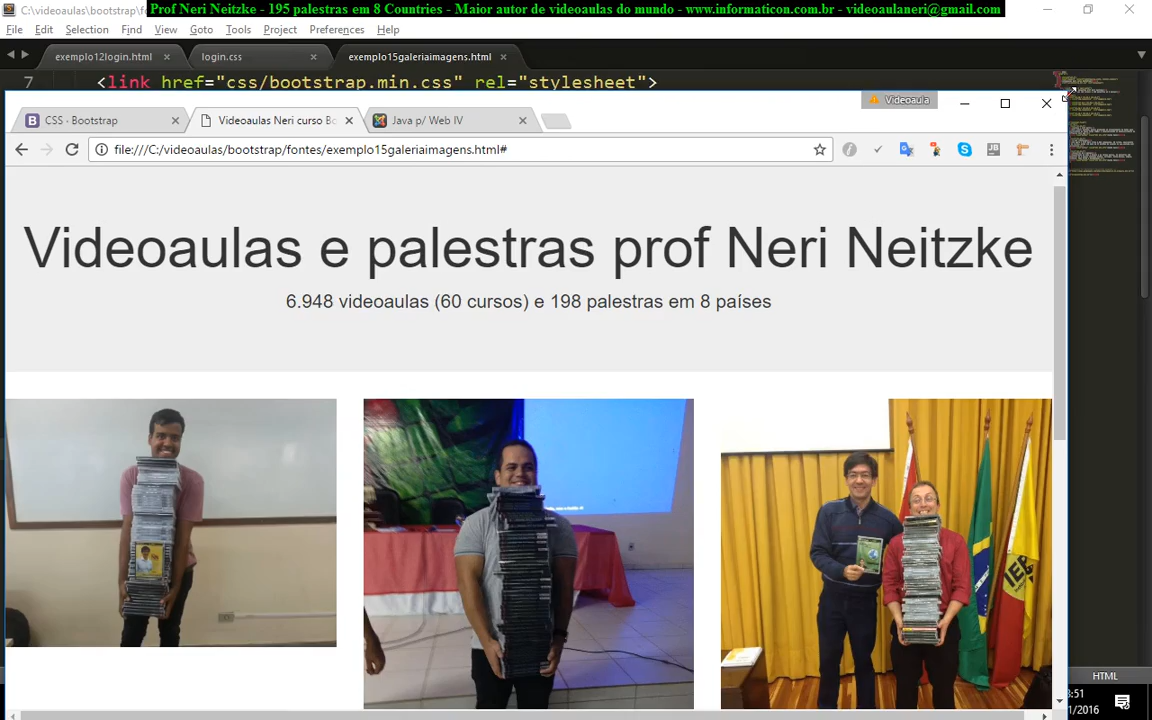 C:\videoaulas\bootstrap\fo
Prof Neri Neitzke - 195 palestras em 8 Countries - Maior autor de videoaulas do mundo - www.informaticon.com.br - videoaulaneri@gmail.com
File Edit Selection Find View Goto Tools Project Preferences Help
exemplo12login.html × login.css × exemplo15galeriaimagens.html ×
7 <link href="css/bootstrap.min.css" rel="stylesheet">
Videoaula
CSS · Bootstrap Videoaulas Neri curso Bo Java p/ Web IV
file:///C:/videoaulas/bootstrap/fontes/exemplo15galeriaimagens.html#
Videoaulas e palestras prof Neri Neitzke
6.948 videoaulas (60 cursos) e 198 palestras em 8 países
HTML
:51
1/2016